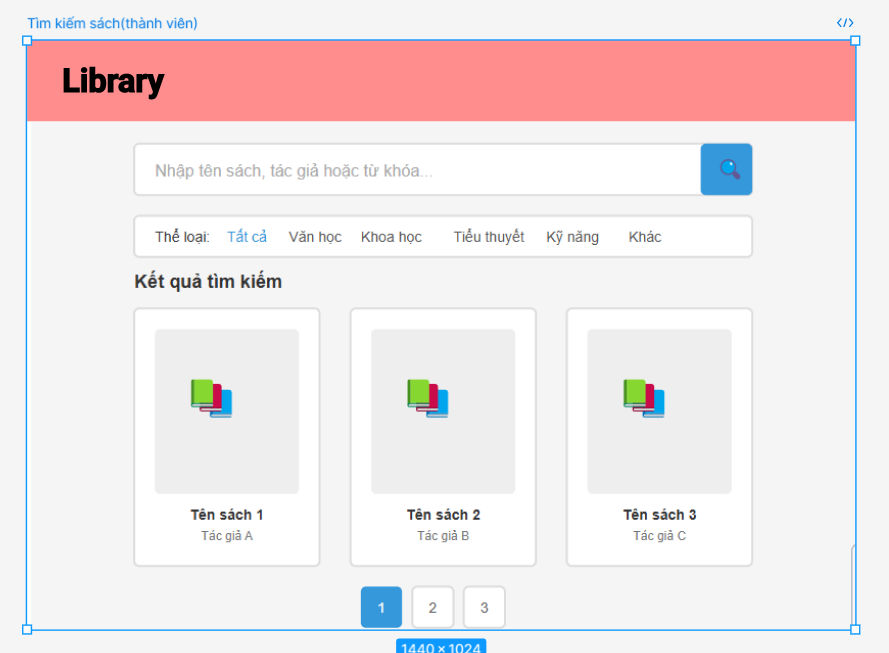 Tìm kiếm sách(thành viên)
</>
Library
Nhập tên sách, tác giả hoặc từ khóa...
Thể loại: Tất cả Văn học Khoa học Tiểu thuyết Kỹ năng Khác
Kết quả tìm kiếm
Tên sách 1 Tên sách 2 Tên sách 3
Tác giả A Tác giả B Tác giả C
1 2 3
1440 × 1024